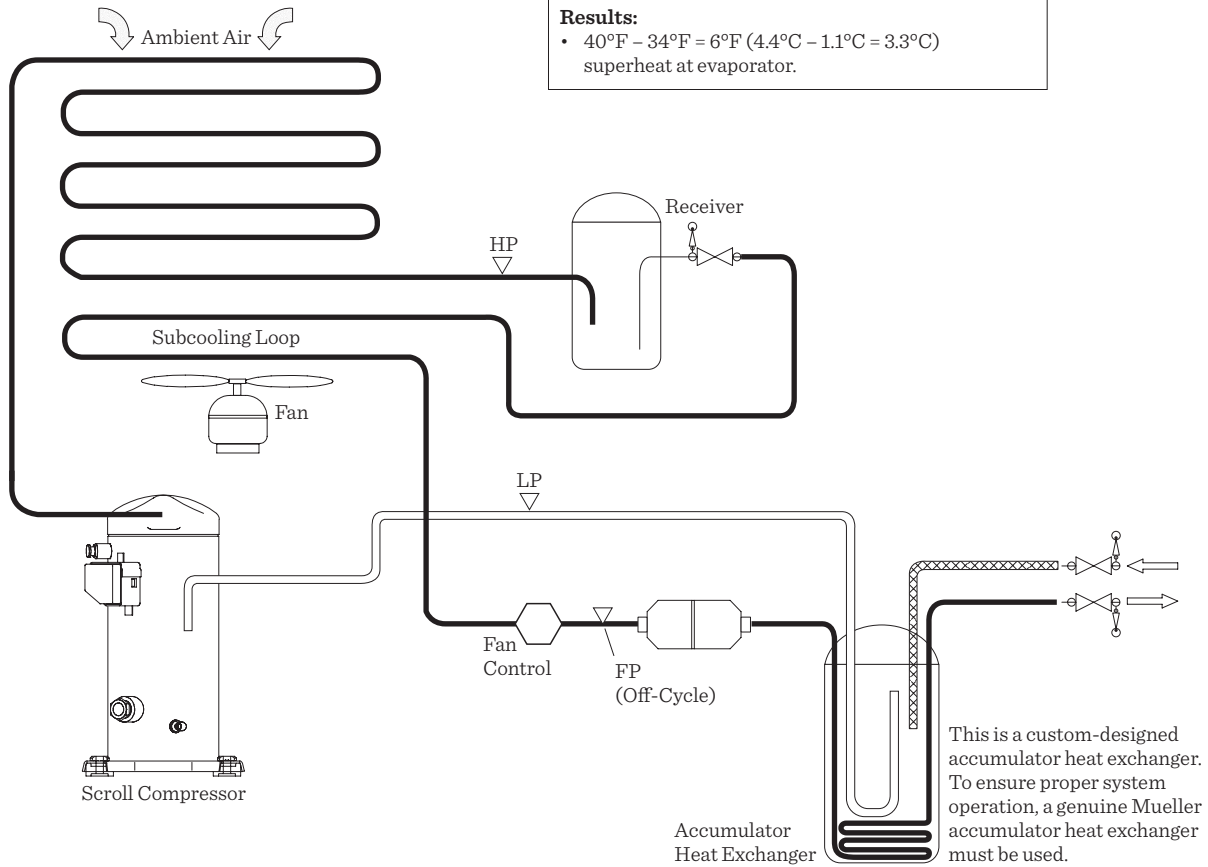 Results:
• 40°F – 34°F = 6°F (4.4°C – 1.1°C = 3.3°C)
superheat at evaporator.
Ambient Air
Receiver
HP
Subcooling Loop
Fan
LP
Fan
Control
FP
(Off-Cycle)
Scroll Compressor
This is a custom-designed
accumulator heat exchanger.
To ensure proper system
operation, a genuine Mueller
accumulator heat exchanger
must be used.
Accumulator
Heat Exchanger